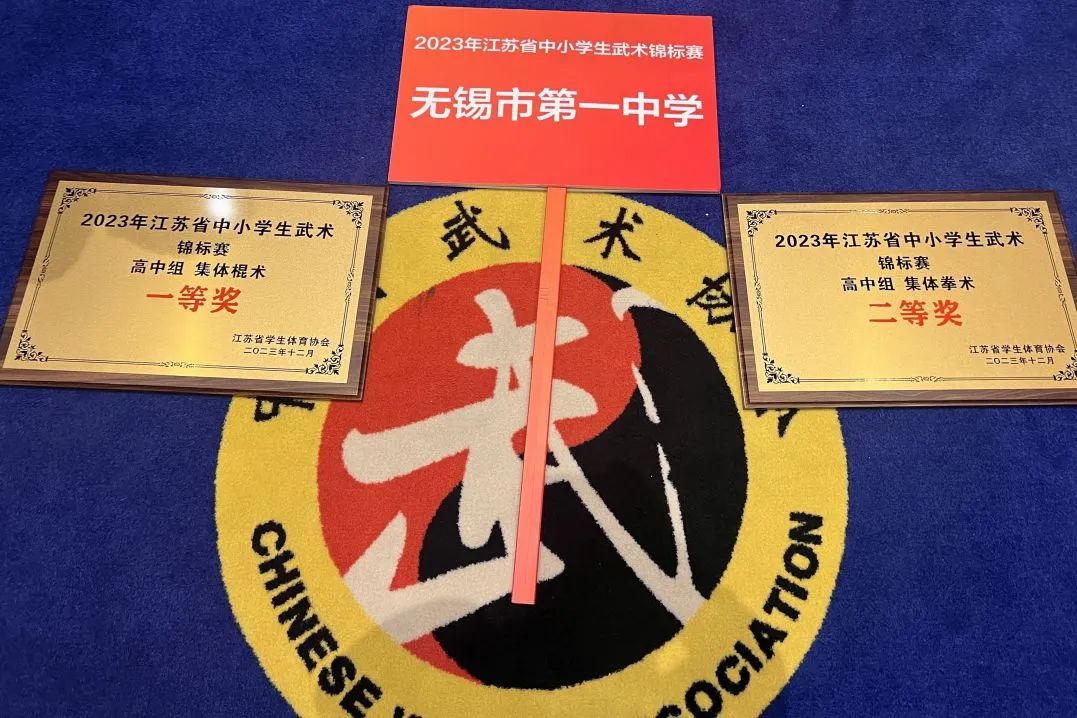 2023年江苏省中小学生武术锦标赛
无锡市第一中学
2023年江苏省中小学生武术
锦标赛
高中组 集体棍术
一等奖
江苏省学生体育协会
二〇二三年十二月
2023年江苏省中小学生武术
锦标赛
高中组 集体拳术
二等奖
江苏省学生体育协会
二〇二三年十二月
武术
武
CHINESE